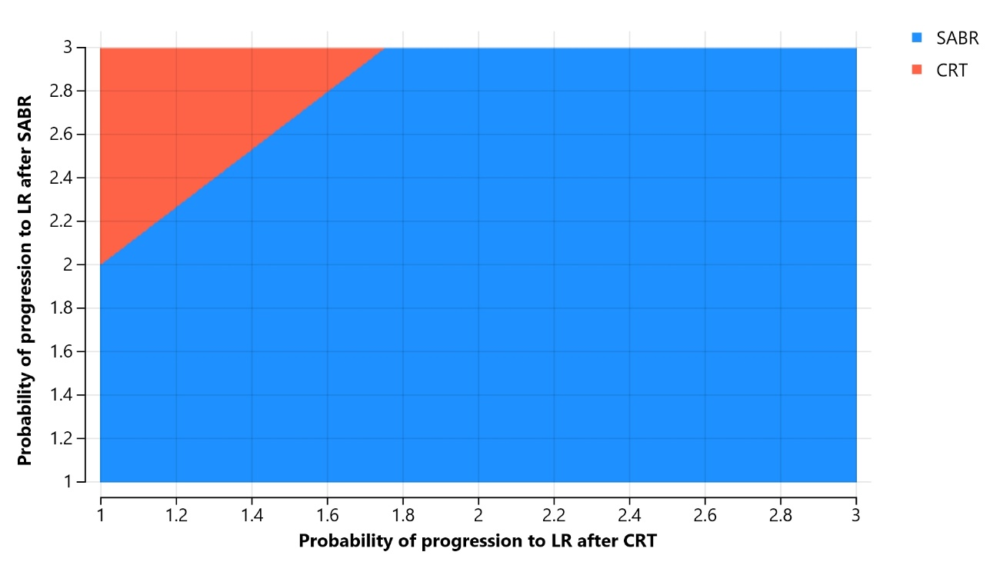 SABR
CRT
Probability of progression to LR after SABR
3
2.8
2.6
2.4
2.2
2
1.8
1.6
1.4
1.2
1
1 1.2 1.4 1.6 1.8 2 2.2 2.4 2.6 2.8 3
Probability of progression to LR after CRT